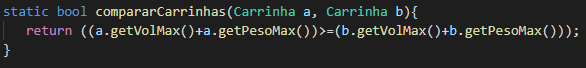 static bool compararCarrinhas(Carrinha a, Carrinha b){
return ((a.getVolMax()+a.getPesoMax())>=(b.getVolMax()+b.getPesoMax()));
}